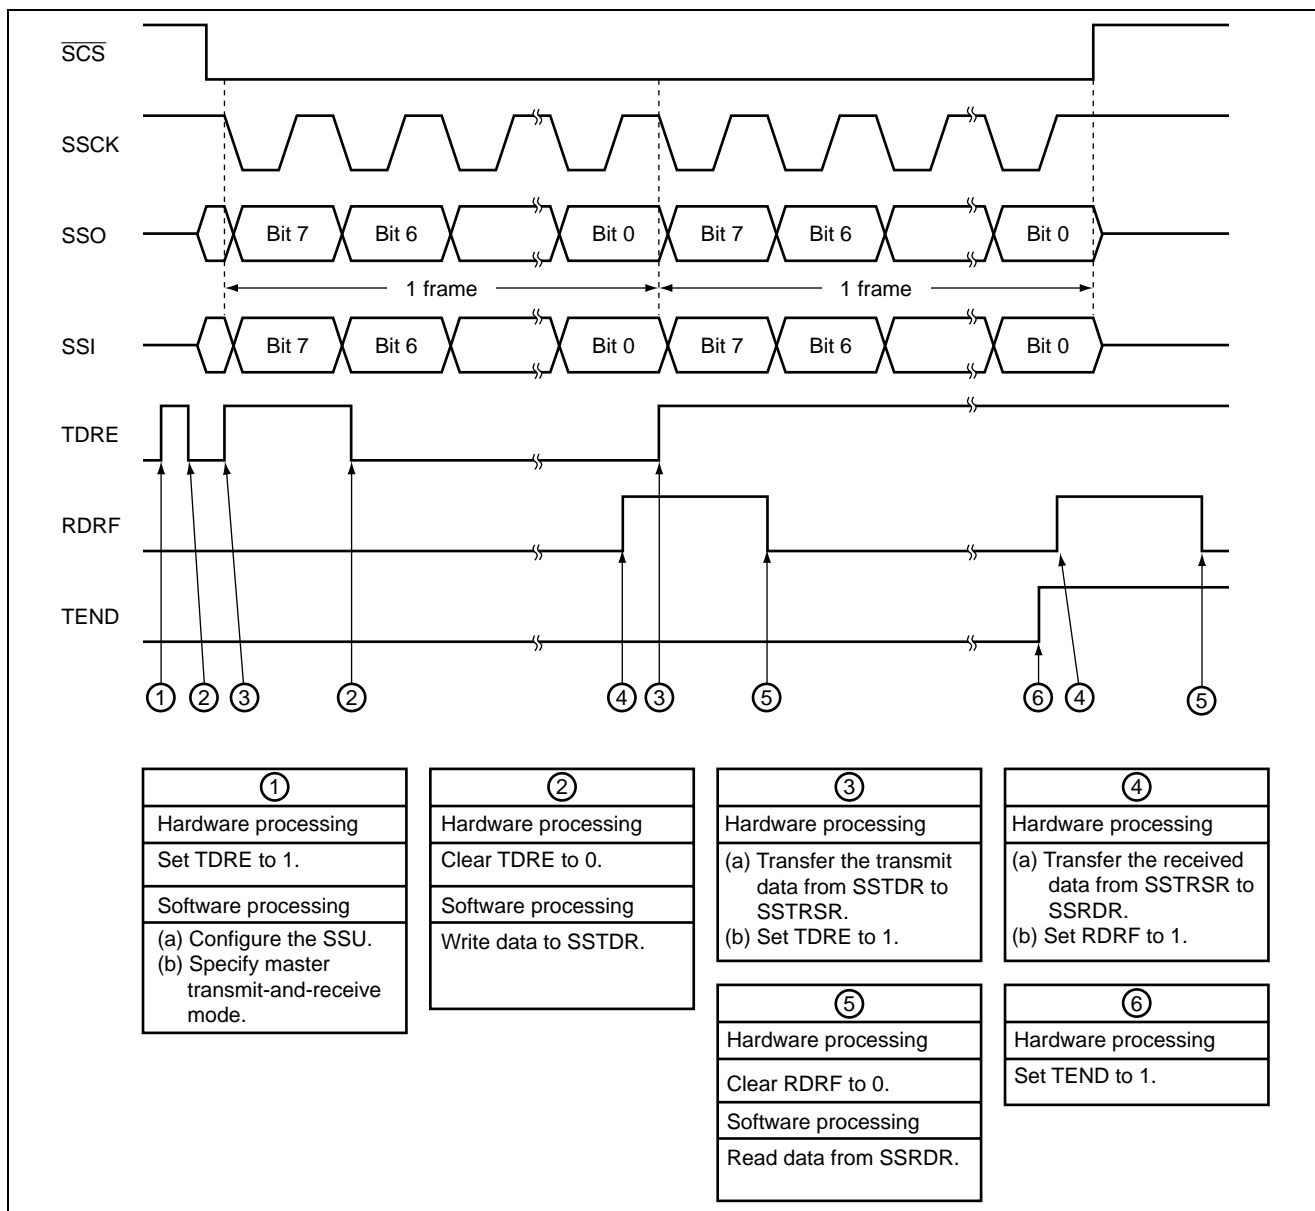 SCS
SSCK
SSO
Bit 7 Bit 6 Bit 0 Bit 7 Bit 6 Bit 0
1 frame 1 frame
SSI
Bit 7 Bit 6 Bit 0 Bit 7 Bit 6 Bit 0
TDRE
RDRF
TEND
① ② ③ ② ④ ③ ⑤ ⑥ ④ ⑤
①
Hardware processing
Set TDRE to 1.
Software processing
(a) Configure the SSU.
(b) Specify master
transmit-and-receive
mode.
②
Hardware processing
Clear TDRE to 0.
Software processing
Write data to SSTDR.
③
Hardware processing
(a) Transfer the transmit
data from SSTDR to
SSTRSR.
(b) Set TDRE to 1.
④
Hardware processing
(a) Transfer the received
data from SSTRSR to
SSRDR.
(b) Set RDRF to 1.
⑤
Hardware processing
Clear RDRF to 0.
Software processing
Read data from SSRDR.
⑥
Hardware processing
Set TEND to 1.